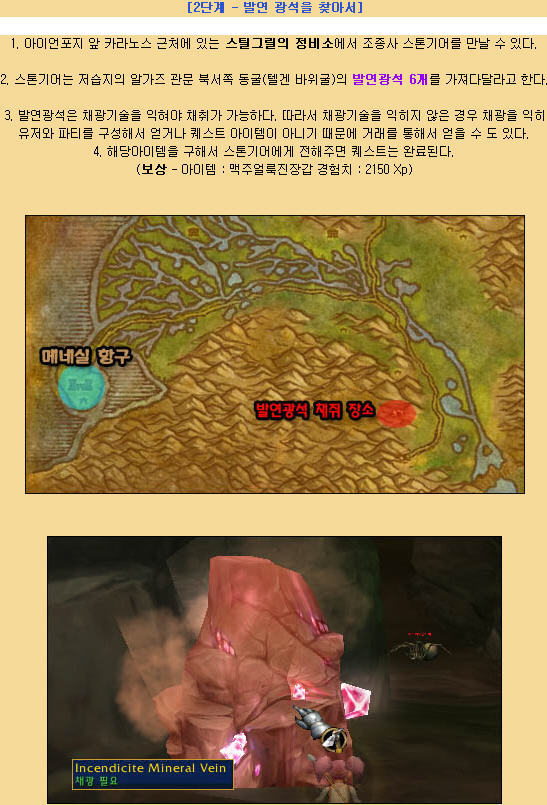 [2단계 - 발연 광석을 찾아서]
1. 아이언포지 앞 카라노스 근처에 있는 스틸그릴의 정비소에서 조종사 스톤기어를 만날 수 있다.
2. 스톤기어는 저습지의 알가즈 관문 북서쪽 동굴(텔겐 바위굴)의 발연광석 6개를 가져다달라고 한다.
3. 발연광석은 채광기술을 익혀야 채취가 가능하다. 따라서 채광기술을 익히지 않은 경우 채광을 익히
유저와 파티를 구성해서 얻거나 퀘스트 아이템이 아니기 때문에 거래를 통해서 얻을 수 도 있다.
4. 해당아이템을 구해서 스톤기어에게 전해주면 퀘스트는 완료된다.
(보상 - 아이템 : 맥주얼룩진장갑 경험치 : 2150 Xp)
메네실 항구
발연광석 채쥐 장소
Incendicite Mineral Vein
채광 필요